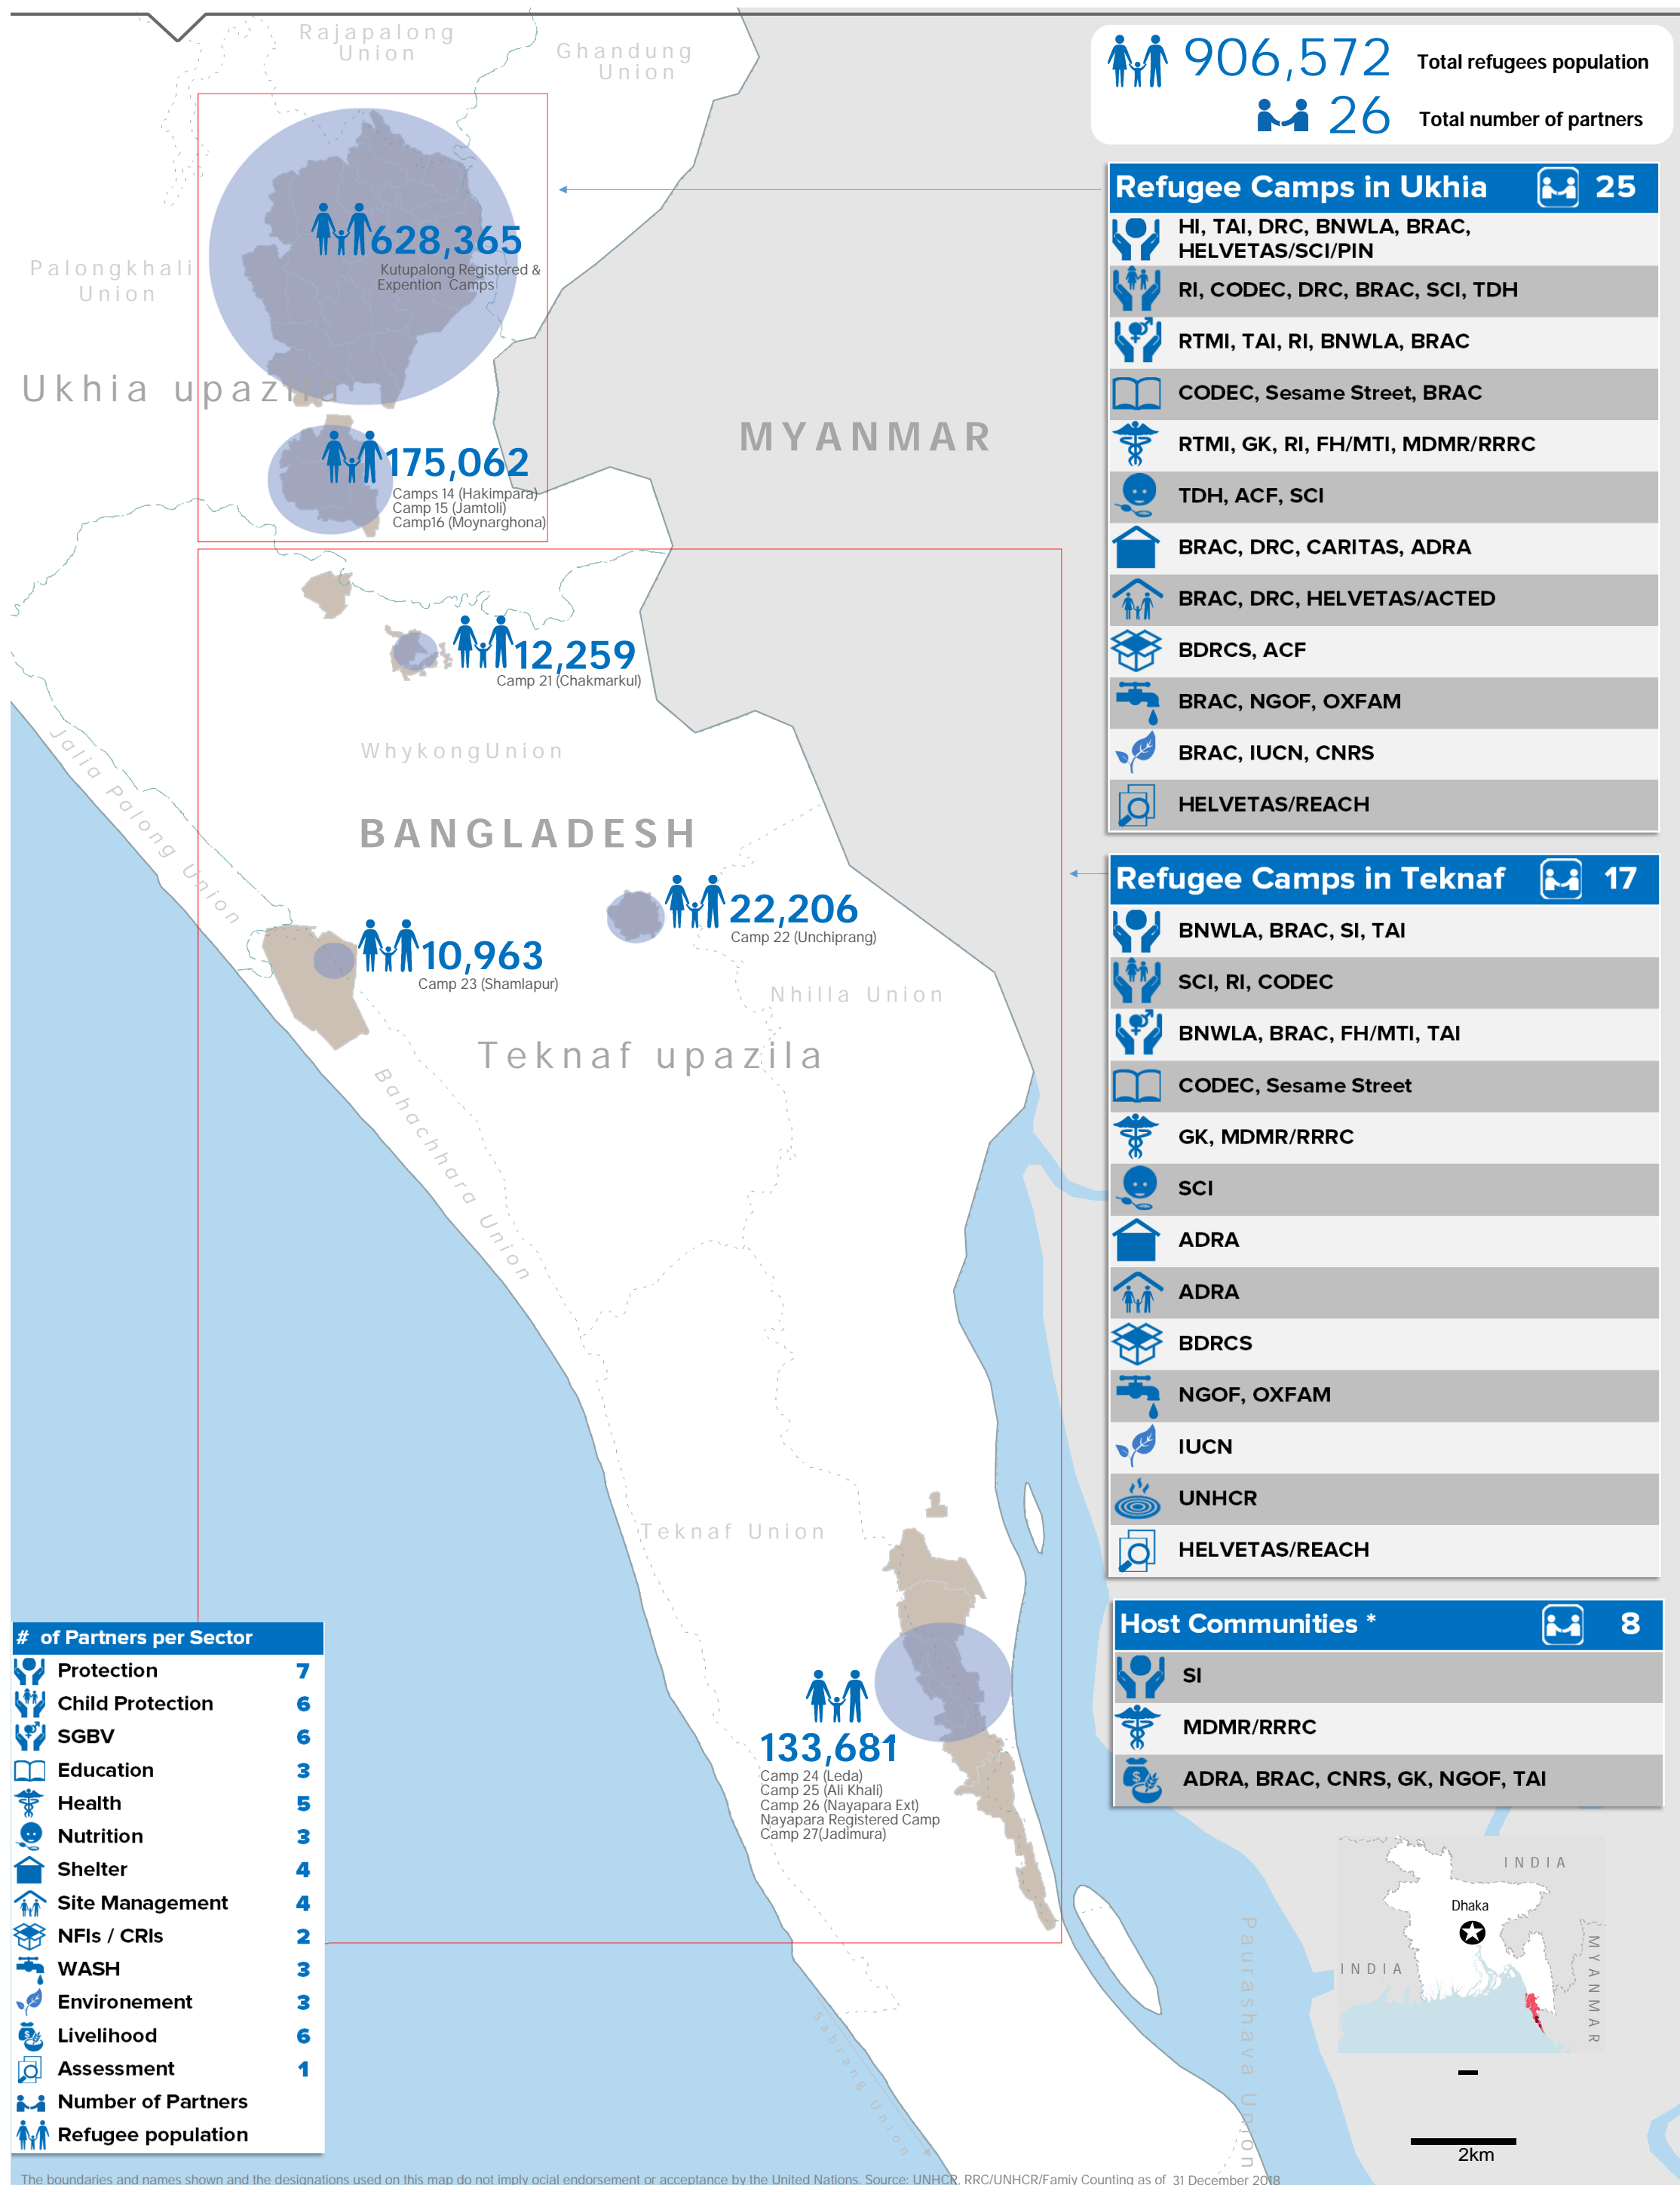 906,572 Total refugees population
26 Total number of partners
Rajapalong
Union
Ghandung
Union
Palongkhali
Union
628,365
Kutupalong Registered &
Expention Camps
Ukhia upazila
175,062
Camps 14 (Hakimpara)
Camp 15 (Jamtoli)
Camp16 (Moynarghona)
MYANMAR
12,259
Camp 21 (Chakmarkul)
WhykongUnion
Jalia Palong Union
BANGLADESH
22,206
Camp 22 (Unchiprang)
10,963
Camp 23 (Shamlapur)
Nhilla Union
Teknaf upazila
Bahachhara Union
Teknaf Union
133,681
Camp 24 (Leda)
Camp 25 (Ali Khali)
Camp 26 (Nayapara Ext)
Nayapara Registered Camp
Camp 27(Jadimura)
Sabrang Union
Paurashava Union
Refugee Camps in Ukhia 25
HI, TAI, DRC, BNWLA, BRAC,
HELVETAS/SCI/PIN
RI, CODEC, DRC, BRAC, SCI, TDH
RTMI, TAI, RI, BNWLA, BRAC
CODEC, Sesame Street, BRAC
RTMI, GK, RI, FH/MTI, MDMR/RRRC
TDH, ACF, SCI
BRAC, DRC, CARITAS, ADRA
BRAC, DRC, HELVETAS/ACTED
BDRCS, ACF
BRAC, NGOF, OXFAM
BRAC, IUCN, CNRS
HELVETAS/REACH
Refugee Camps in Teknaf 17
BNWLA, BRAC, SI, TAI
SCI, RI, CODEC
BNWLA, BRAC, FH/MTI, TAI
CODEC, Sesame Street
GK, MDMR/RRRC
SCI
ADRA
ADRA
BDRCS
NGOF, OXFAM
IUCN
UNHCR
HELVETAS/REACH
Host Communities * 8
SI
MDMR/RRRC
ADRA, BRAC, CNRS, GK, NGOF, TAI
# of Partners per Sector
Protection 7
Child Protection 6
SGBV 6
Education 3
Health 5
Nutrition 3
Shelter 4
Site Management 4
NFIs / CRIs 2
WASH 3
Environement 3
Livelihood 6
Assessment 1
Number of Partners
Refugee population
INDIA
Dhaka
INDIA
MYANMAR
2km
The boundaries and names shown and the designations used on this map do not imply ocial endorsement or acceptance by the United Nations. Source: UNHCR, RRC/UNHCR/Famiy Counting as of 31 December 2018